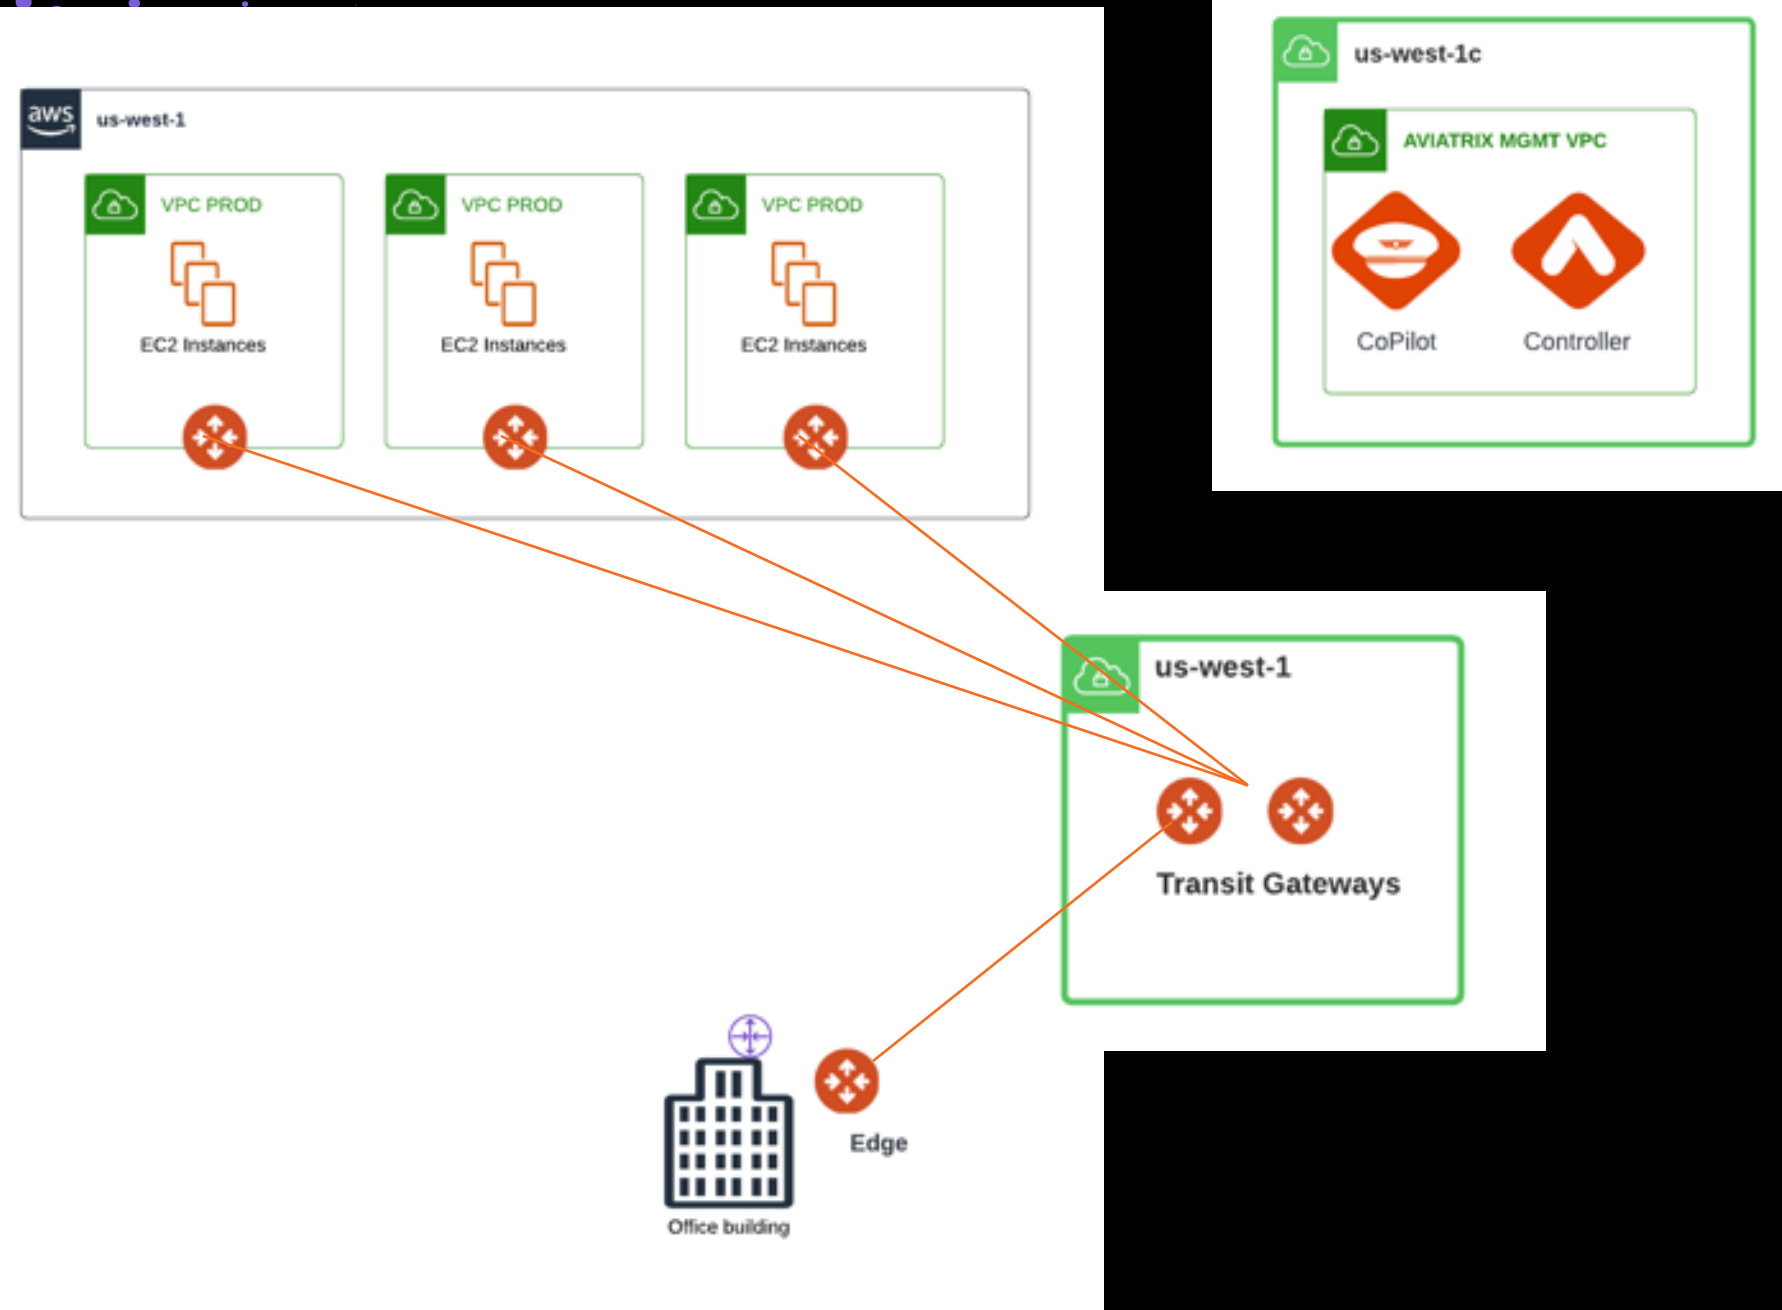 us-west-1c
aws
us-west-1
AVIATRIX MGMT VPC
VPC PROD
VPC PROD
VPC PROD
EC2 Instances
EC2 Instances
EC2 Instances
CoPilot
Controller
us-west-1
Transit Gateways
Edge
Office building